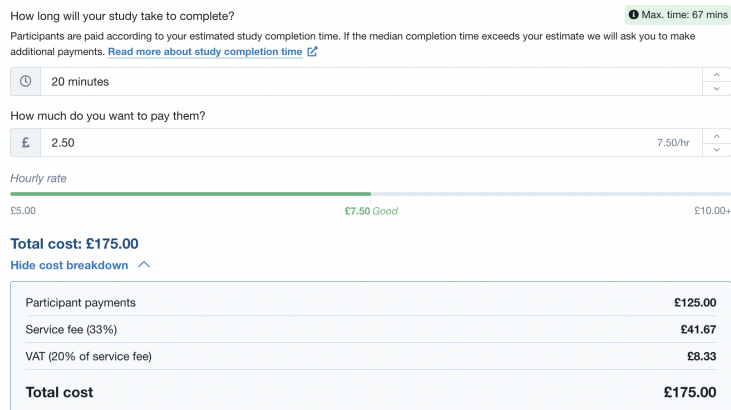 How long will your study take to complete?
Max. time: 67 mins
Participants are paid according to your estimated study completion time. If the median completion time exceeds your estimate we will ask you to make
additional payments. Read more about study completion time
20 minutes
How much do you want to pay them?
£ 2.50 7.50/hr
Hourly rate
£5.00 £7.50 Good £10.00+
Total cost: £175.00
Hide cost breakdown
Participant payments £125.00
Service fee (33%) £41.67
VAT (20% of service fee) £8.33
Total cost £175.00